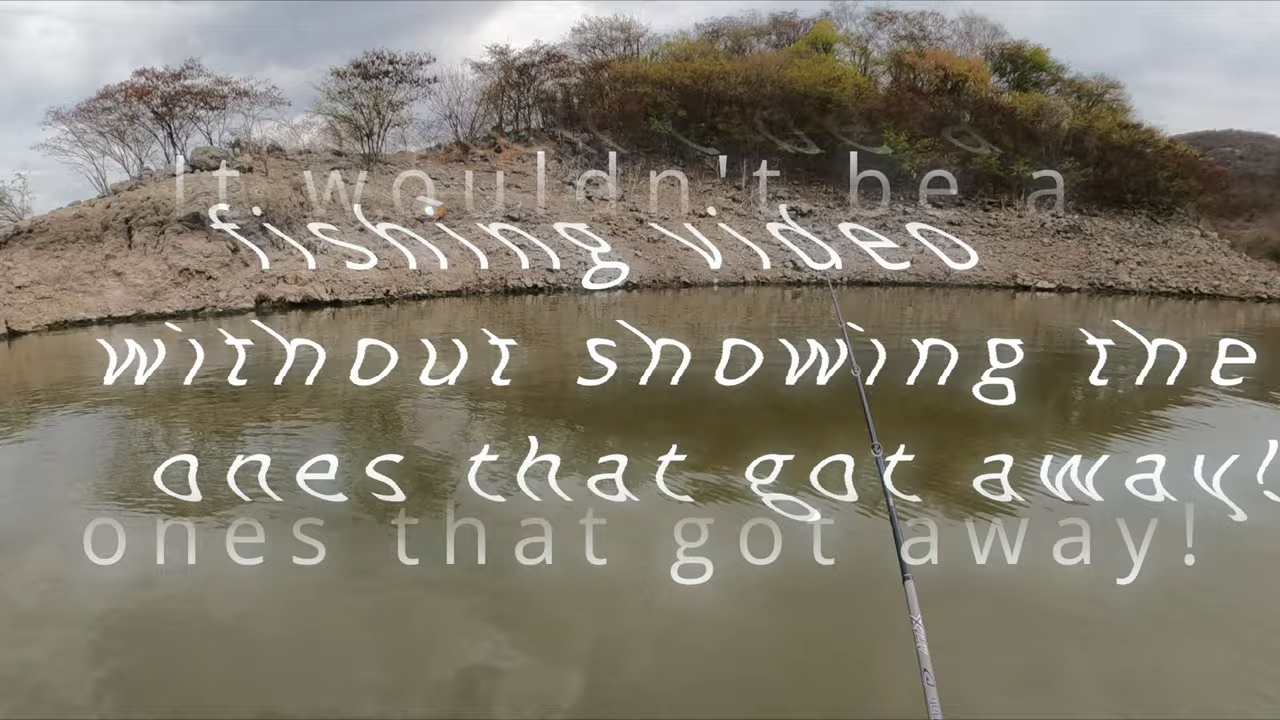 It wouldn't be a
fishing video
without showing the
ones that got away!
ones that got away!